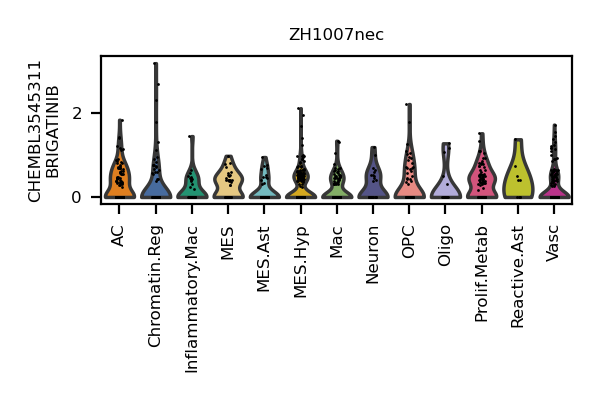 ZH1007nec
CHEMBL3545311
BRIGATINIB
2
0
AC
Chromatin.Reg
Inflammatory.Mac
MES
MES.Ast
MES.Hyp
Mac
Neuron
OPC
Oligo
Prolif.Metab
Reactive.Ast
Vasc